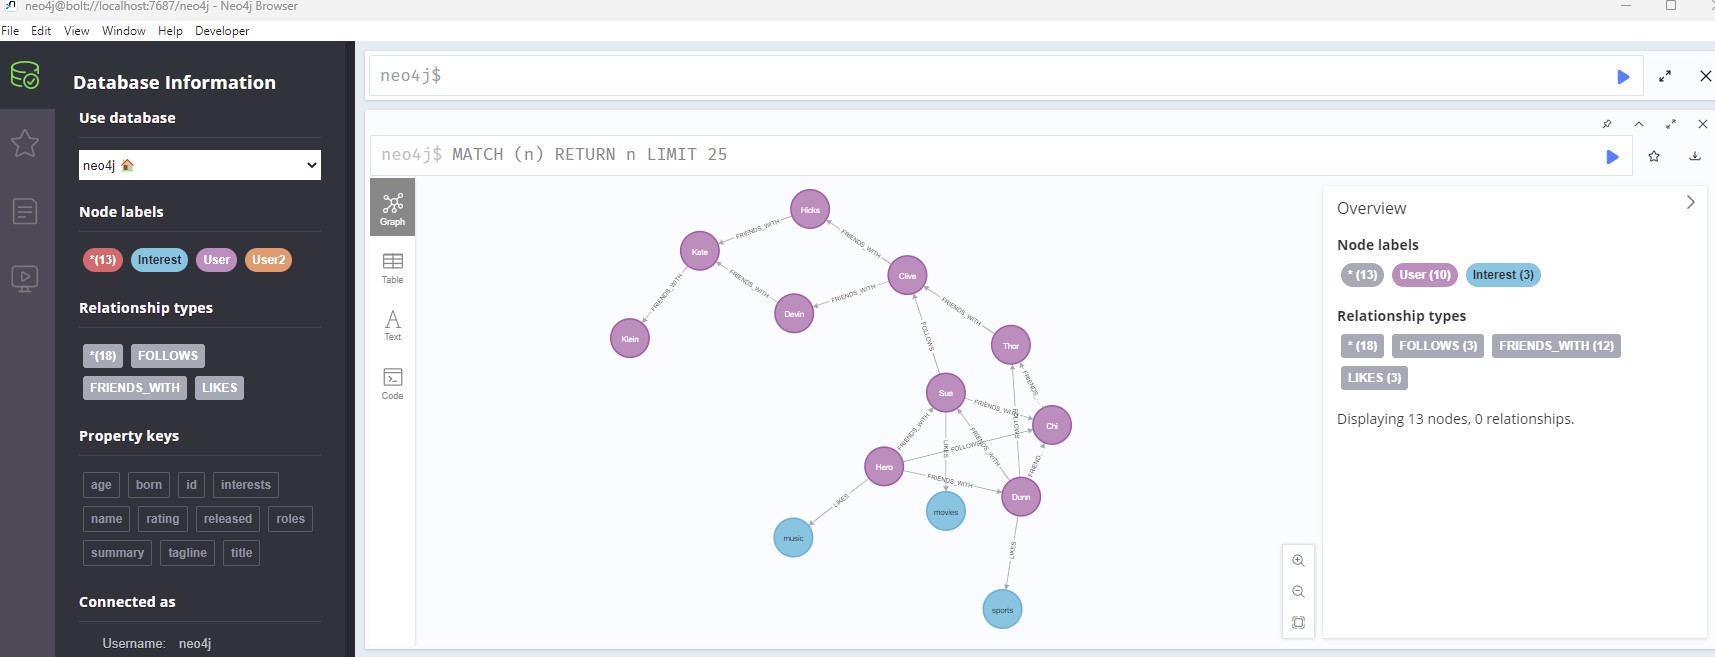 neo4j@bolt://localhost:7687/neo4j - Neo4j Browser
File Edit View Window Help Developer
Database Information
Use database
neo4j
Node labels
*(13) Interest User User2
Relationship types
*(18) FOLLOWS
FRIENDS_WITH LIKES
Property keys
age born id interests
name rating released roles
summary tagline title
Connected as
Username: neo4j
neo4j$
neo4j$ MATCH (n) RETURN n LIMIT 25
Graph
Table
Text
Code
Hicks
FRIENDS_WITH
FRIENDS_WITH
Kate
Clive
FRIENDS_WITH
FRIENDS_WITH
FRIENDS_WITH
Devin
FRIENDS_WITH
Klein
FOLLOWS
Thor
FRIENDS_
Sue
FRIENDS_WITH
FOLLOWS
Chi
FRIENDS_WITH
LIKES
FOLLOWS
FRIENDS_WITH
FRIEND_
Hero
FRIENDS_WITH
LIKES
Dunn
movies
music
LIKES
sports
Overview
Node labels
* (13) User (10) Interest (3)
Relationship types
* (18) FOLLOWS (3) FRIENDS_WITH (12)
LIKES (3)
Displaying 13 nodes, 0 relationships.